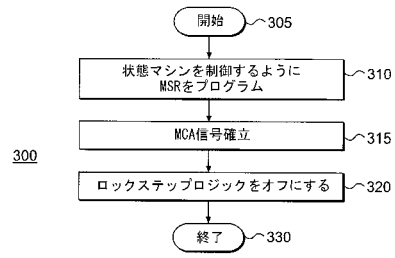 開始
305
状態マシンを制御するように
MSRをプログラム
310
MCA信号確立
315
300
ロックステップロジックをオフにする
320
終了
330